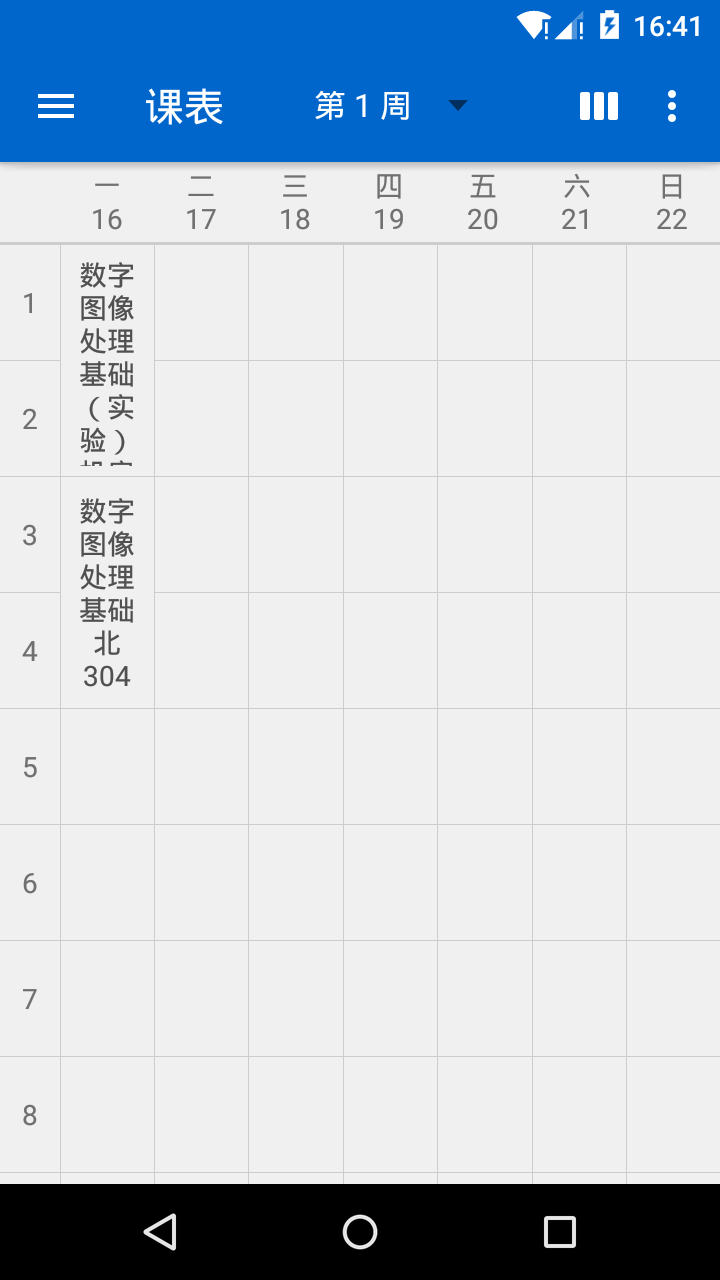 16:41
课表
第 1 周
一 二 三 四 五 六 日
16 17 18 19 20 21 22
1
数字
图像
处理
基础
2
（实
验）
3
数字
图像
处理
基础
4
北
304
5
6
7
8